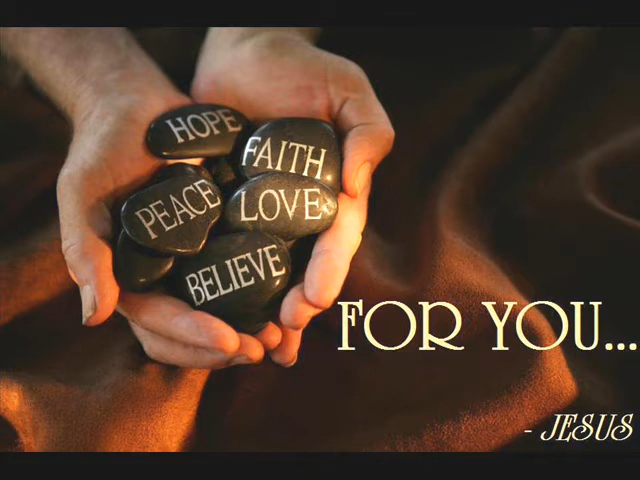 HOPE
FAITH
PEACE
LOVE
BELIEVE
FOR YOU...
- JESUS